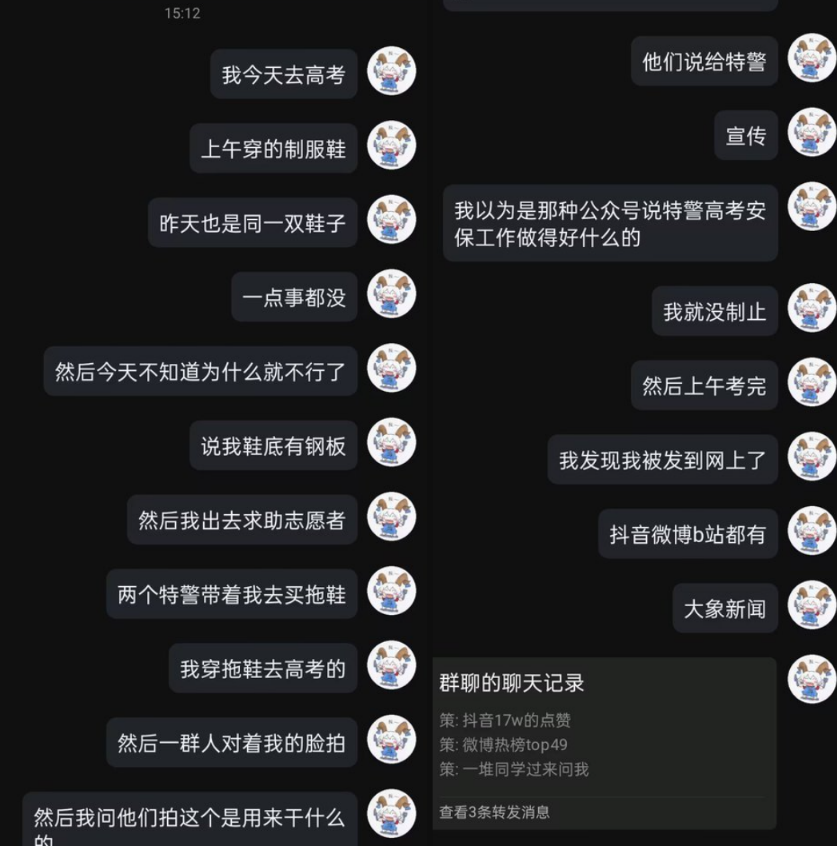 15:12
我今天去高考
上午穿的制服鞋
昨天也是同一双鞋子
一点事都没
然后今天不知道为什么就不行了
说我鞋底有钢板
然后我出去求助志愿者
两个特警带着我去买拖鞋
我穿拖鞋去高考的
然后一群人对着我的脸拍
然后我问他们拍这个是用来干什么
的
他们说给特警
宣传
我以为是那种公众号说特警高考安
保工作做得好什么的
我就没制止
然后上午考完
我发现我被发到网上了
抖音微博b站都有
大象新闻
群聊的聊天记录
策: 抖音17w的点赞
策: 微博热榜top49
策: 一堆同学过来问我
查看3条转发消息